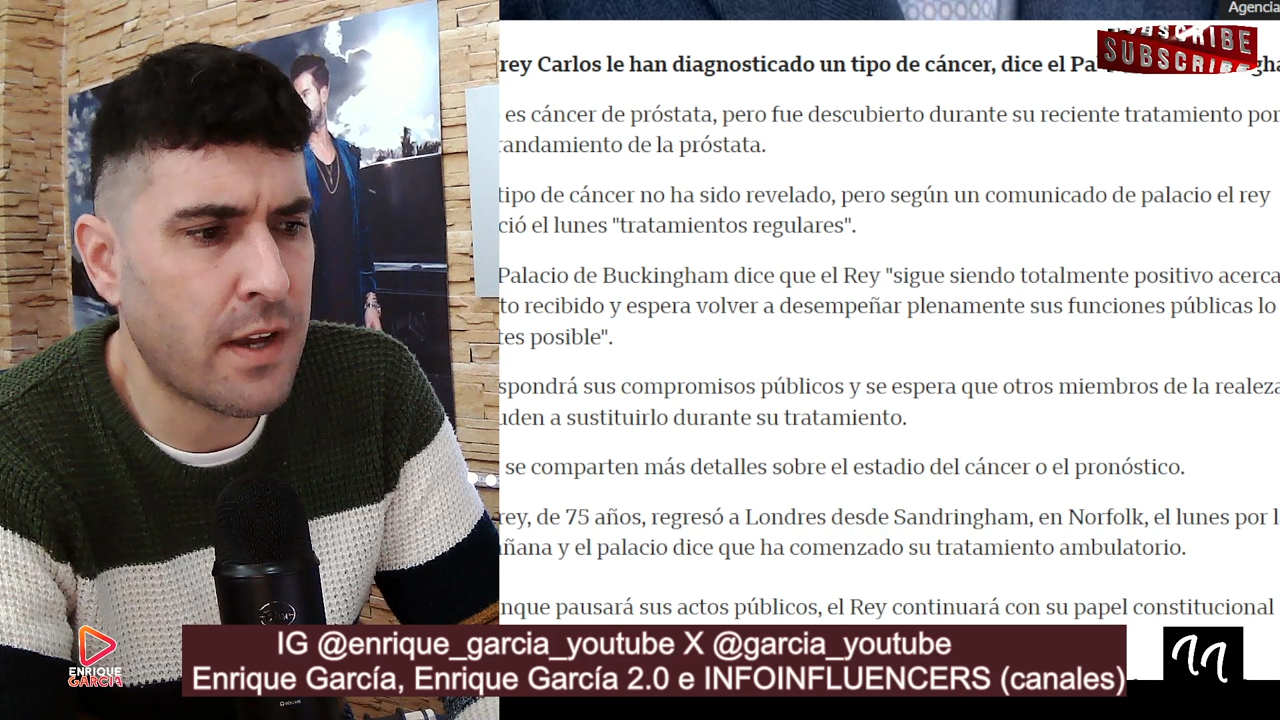 Agencia
SUBSCRIBE
SUBSCRIBE
rey Carlos le han diagnosticado un tipo de cáncer, dice el
es cáncer de próstata, pero fue descubierto durante su reciente tratamiento por
randamiento de la próstata.
tipo de cáncer no ha sido revelado, pero según un comunicado de palacio el rey
ció el lunes "tratamientos regulares".
Palacio de Buckingham dice que el Rey "sigue siendo totalmente positivo acerca
to recibido y espera volver a desempeñar plenamente sus funciones públicas lo
tes posible".
spondrá sus compromisos públicos y se espera que otros miembros de la realeza
uden a sustituirlo durante su tratamiento.
se comparten más detalles sobre el estadio del cáncer o el pronóstico.
rey, de 75 años, regresó a Londres desde Sandringham, en Norfolk, el lunes por l
añana y el palacio dice que ha comenzado su tratamiento ambulatorio.
nque pausará sus actos públicos, el Rey continuará con su papel constitucional
IG @enrique_garcia_youtube X @garcia_youtube
Enrique García, Enrique García 2.0 e INFOINFLUENCERS (canales)
ENRIQUE
GARCIA